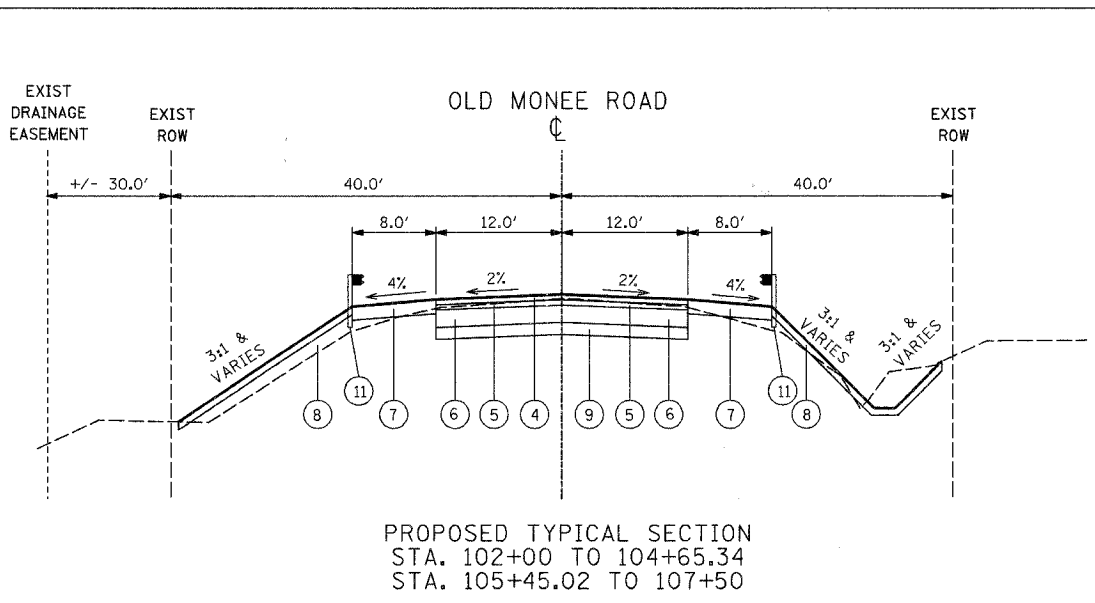 EXIST
DRAINAGE
EASEMENT
EXIST
ROW
OLD MONEE ROAD
℄
EXIST
ROW
+/- 30.0'
40.0'
40.0'
8.0'
12.0'
12.0'
8.0'
4%
2%
2%
4%
3:1 &
VARIES
3:1 &
VARIES
3:1 &
VARIES
11
11
8
7
6
5
4
9
5
6
7
8
PROPOSED TYPICAL SECTION
STA. 102+00 TO 104+65.34
STA. 105+45.02 TO 107+50